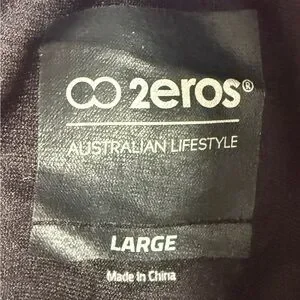 2eros®
AUSTRALIAN LIFESTYLE
LARGE
Made in China